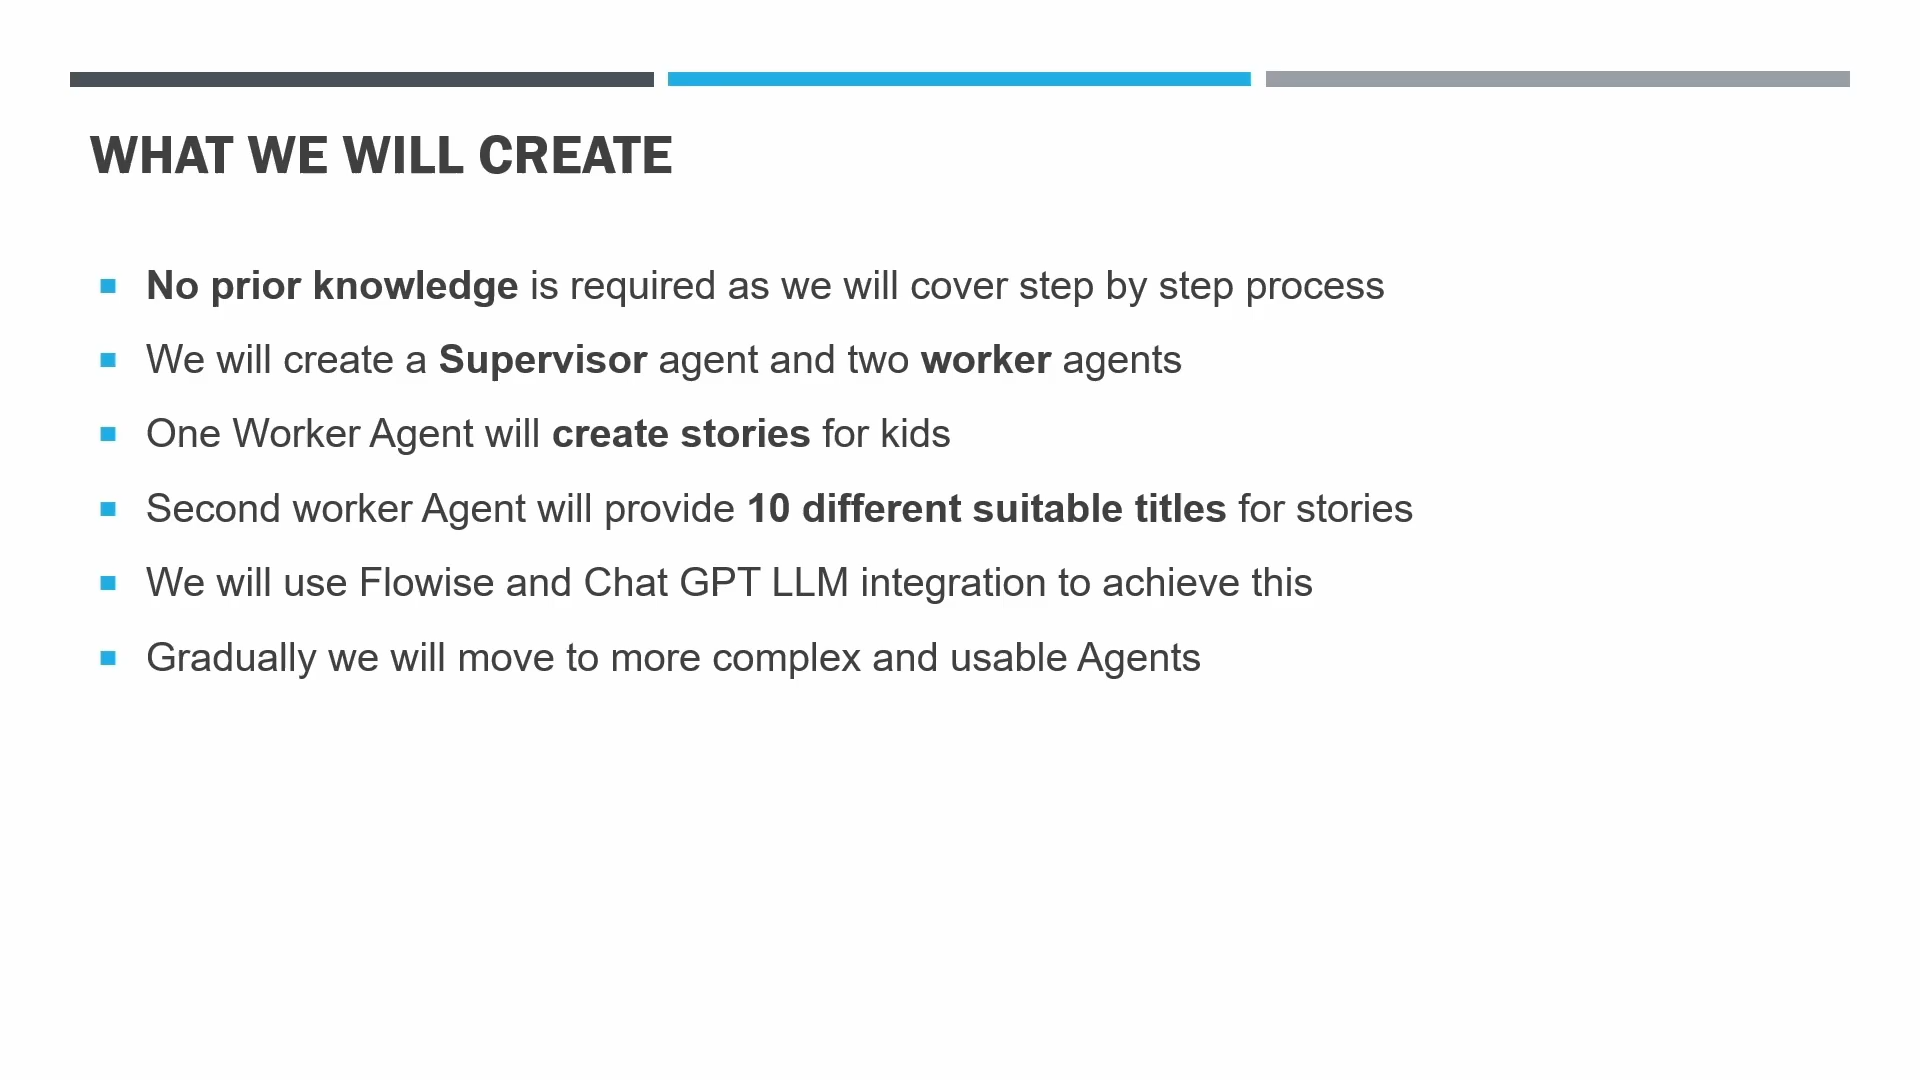 WHAT WE WILL CREATE
No prior knowledge is required as we will cover step by step process
We will create a Supervisor agent and two worker agents
One Worker Agent will create stories for kids
Second worker Agent will provide 10 different suitable titles for stories
We will use Flowise and Chat GPT LLM integration to achieve this
Gradually we will move to more complex and usable Agents